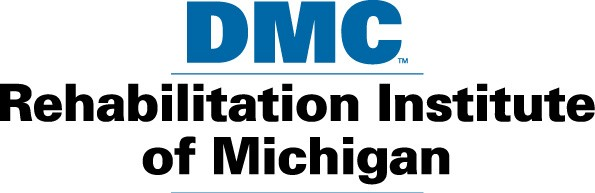 DMC™
Rehabilitation Institute
of Michigan